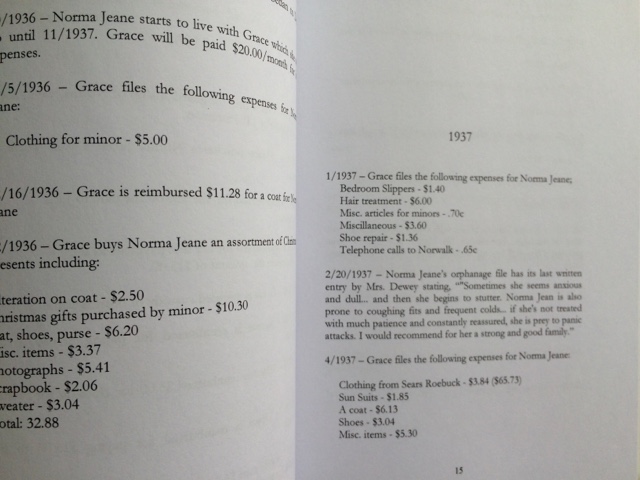 /1936 – Norma Jeane starts to live with Grace which
until 11/1937. Grace will be paid $20.00/month for
penses.
/5/1936 – Grace files the following expenses for
ane:
Clothing for minor - $5.00
/16/1936 – Grace is reimbursed $11.28 for a coat for
ane
/1936 – Grace buys Norma Jeane an assortment of
esents including:
teration on coat - $2.50
hristmas gifts purchased by minor - $10.30
at, shoes, purse - $6.20
isc. items - $3.37
hotographs - $5.41
crapbook - $2.06
weater - $3.04
otal: 32.88
1937
1/1937 – Grace files the following expenses for Norma Jeane;
Bedroom Slippers - $1.40
Hair treatment - $6.00
Misc. articles for minors - .70c
Miscillaneous - $3.60
Shoe repair - $1.36
Telephone calls to Norwalk - .65c
2/20/1937 – Norma Jeane's orphanage file has its last written
entry by Mrs. Dewey stating, "“Sometimes she seems anxious
and dull... and then she begins to stutter. Norma Jean is also
prone to coughing fits and frequent colds... if she's not treated
with much patience and constantly reassured, she is prey to panic
attacks. I would recommend for her a strong and good family.”
4/1937 – Grace files the following expenses for Norma Jeane:
Clothing from Sears Roebuck - $3.84 ($65.73)
Sun Suits - $1.85
A coat - $6.13
Shoes - $3.04
Misc. items - $5.30
15